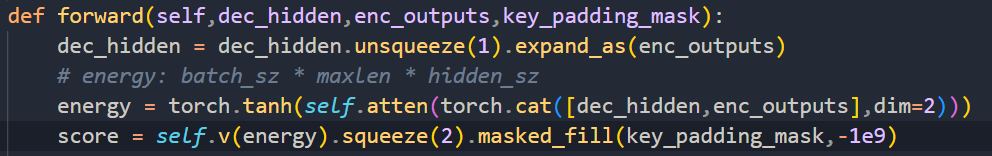 def forward(self,dec_hidden,enc_outputs,key_padding_mask):
    dec_hidden = dec_hidden.unsqueeze(1).expand_as(enc_outputs)
    # energy: batch_sz * maxlen * hidden_sz
    energy = torch.tanh(self.atten(torch.cat([dec_hidden,enc_outputs],dim=2)))
    score = self.v(energy).squeeze(2).masked_fill(key_padding_mask,-1e9)